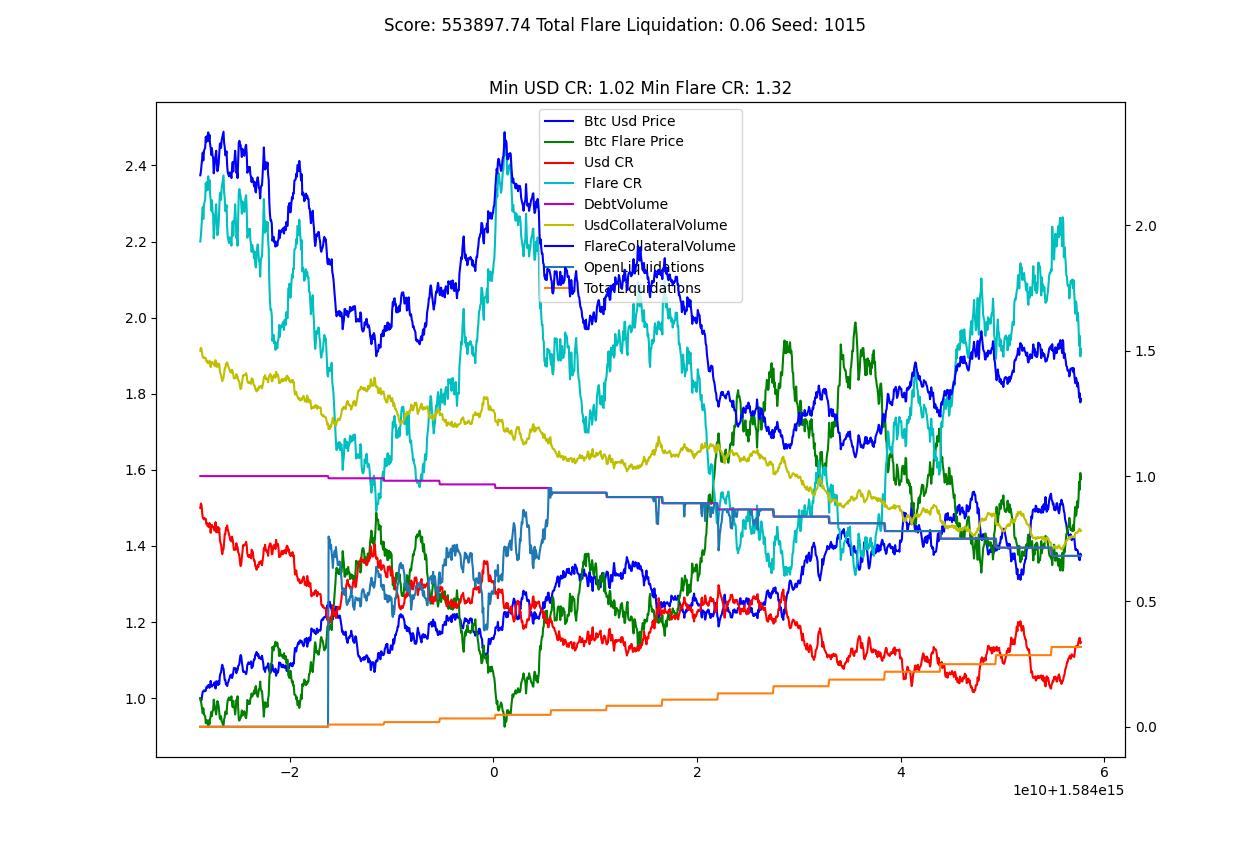 Score: 553897.74 Total Flare Liquidation: 0.06 Seed: 1015
Min USD CR: 1.02 Min Flare CR: 1.32
Btc Usd Price
Btc Flare Price
Usd CR
Flare CR
DebtVolume
UsdCollateralVolume
FlareCollateralVolume
OpenLiquidations
TotalLiquidations
2.4
2.2
2.0
1.8
1.6
1.4
1.2
1.0
2.0
1.5
1.0
0.5
0.0
−2 0 2 4 6
1e10+1.584e15